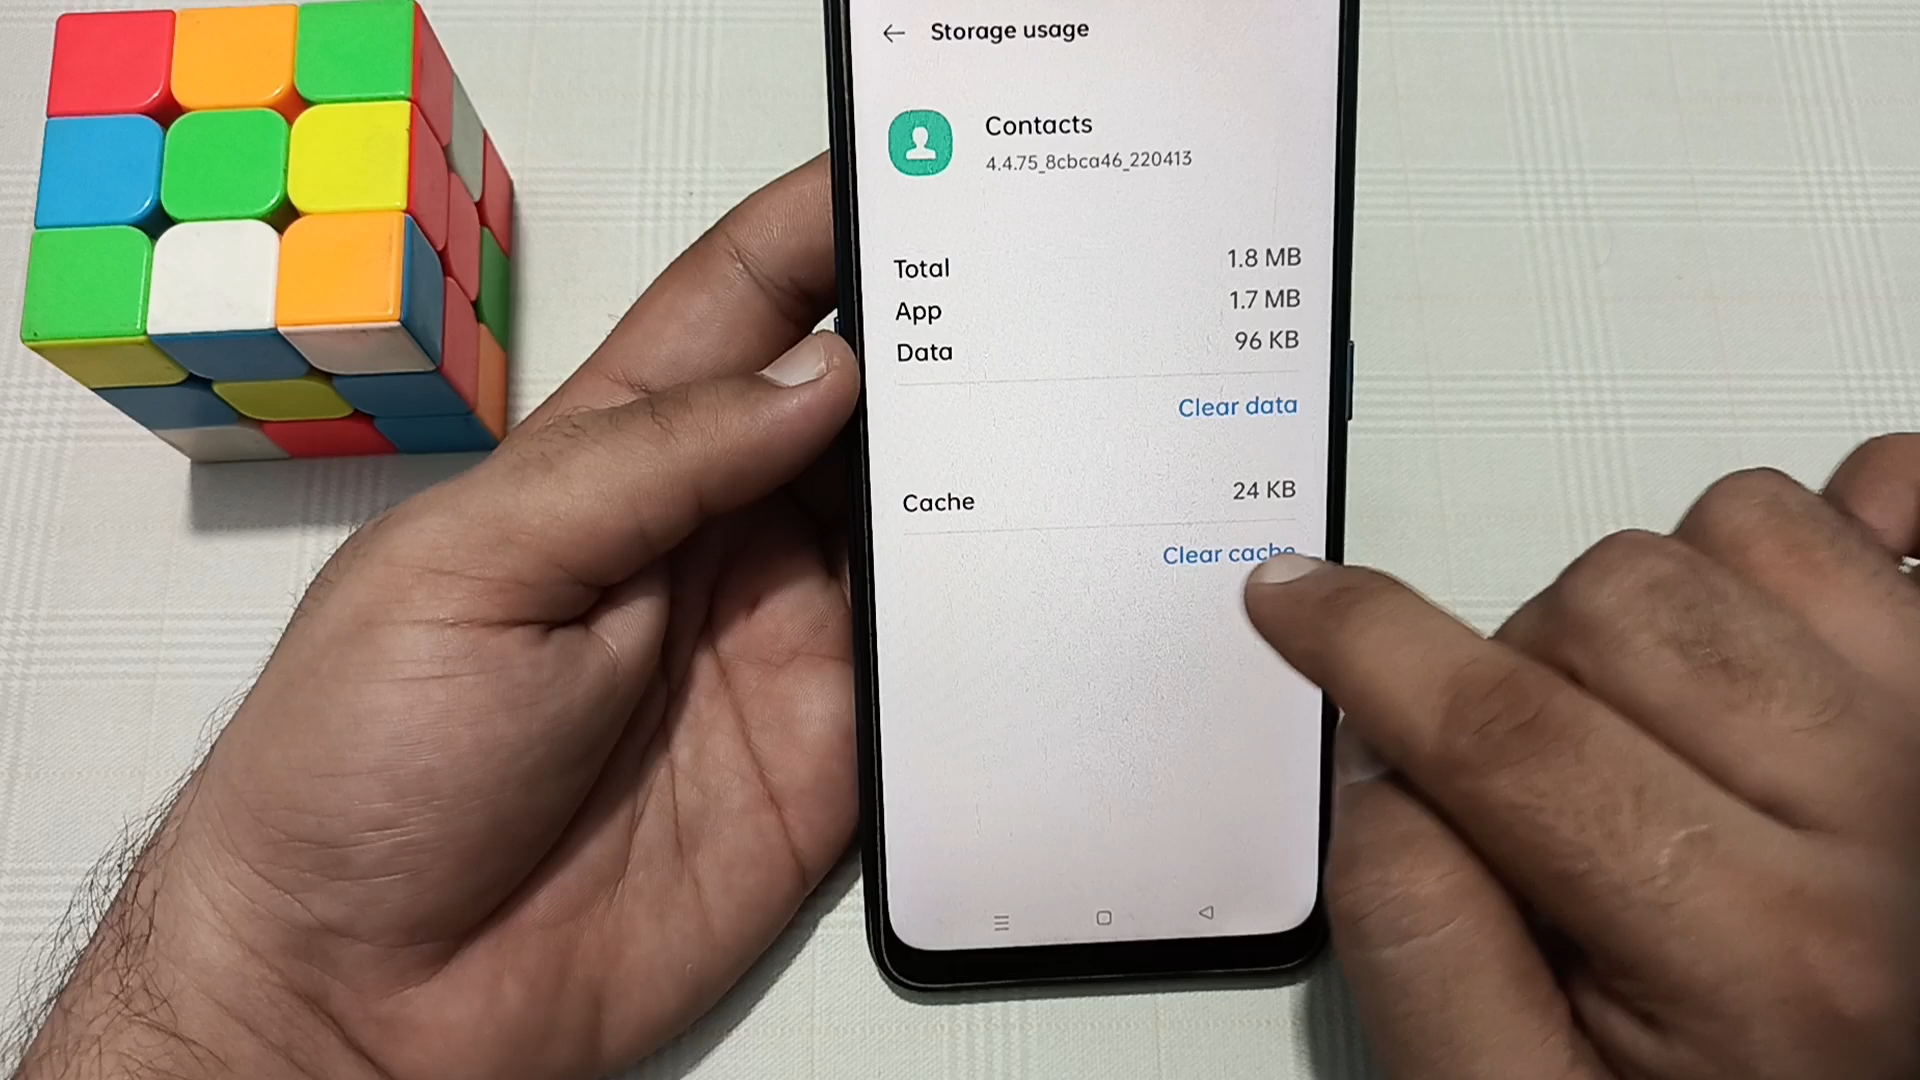 Storage usage
Contacts
4.4.75_8cbca46_220413
Total 1.8 MB
App 1.7 MB
Data 96 KB
Clear data
Cache 24 KB
Clear cache